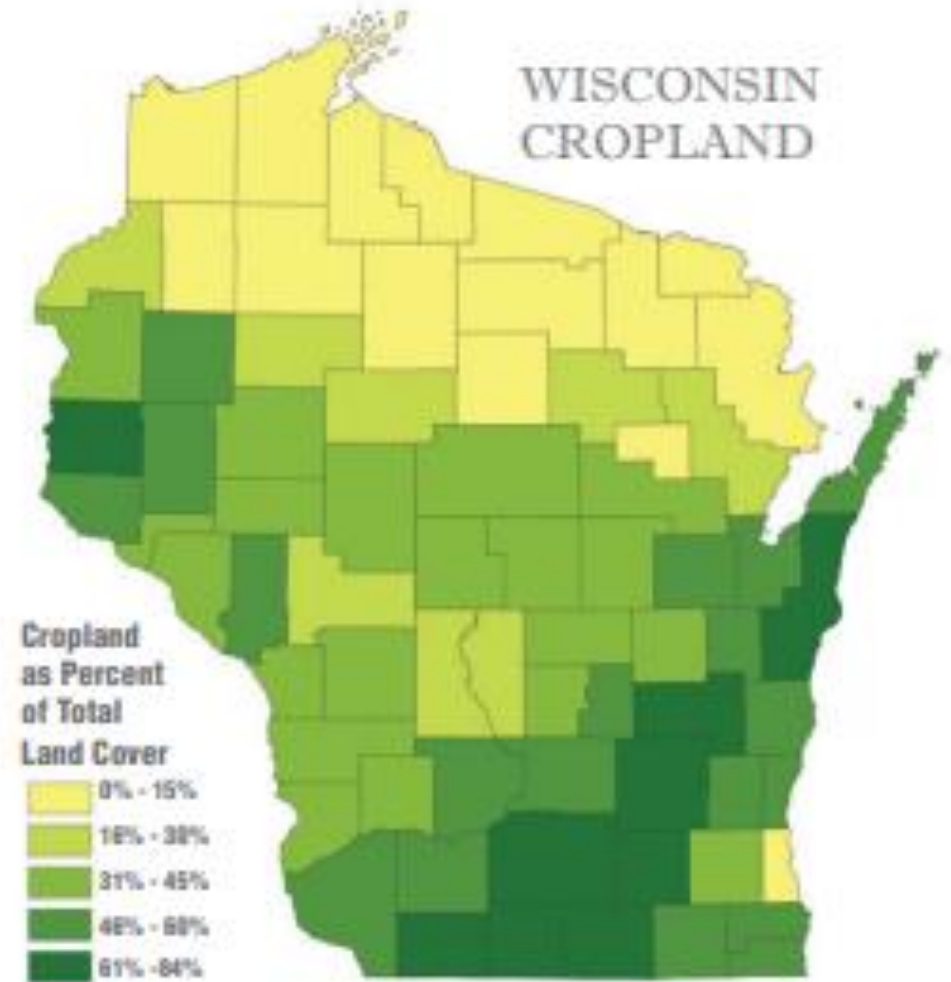 WISCONSIN
CROPLAND
Cropland
as Percent
of Total
Land Cover
0% - 15%
16% - 30%
31% - 45%
46% - 60%
61% -84%